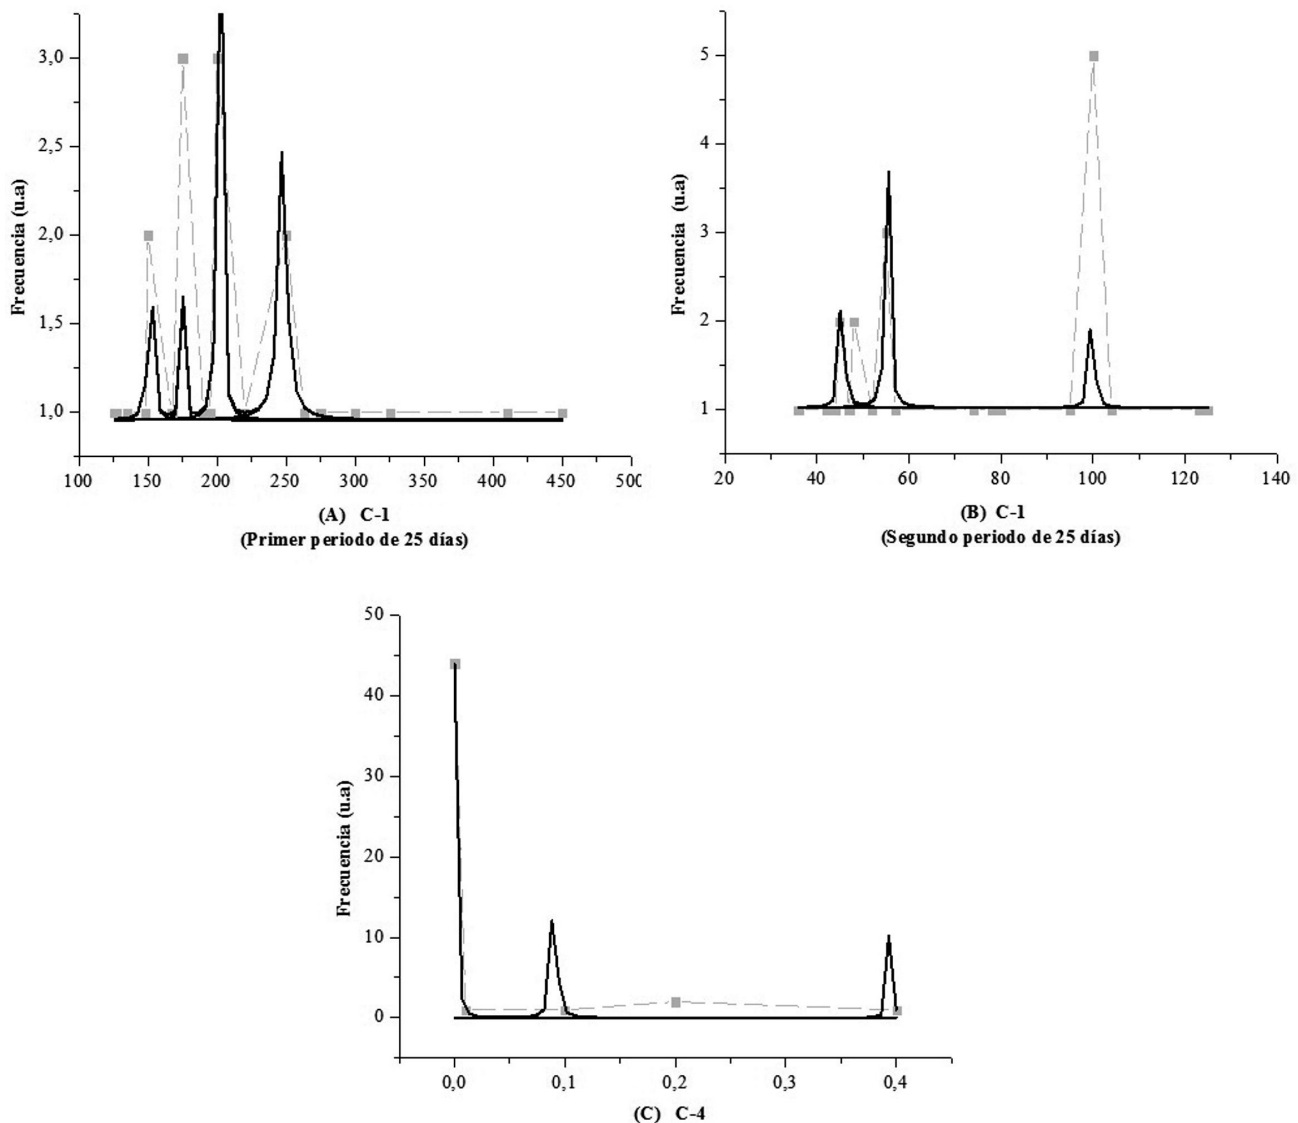 3,0
2,5
2,0
1,5
1,0
Frecuencia (u.a)
100 150 200 250 300 350 400 450 500
(A) C-1
(Primer periodo de 25 días)
5
4
3
2
1
Frecuencia (u.a)
20 40 60 80 100 120 140
(B) C-1
(Segundo periodo de 25 días)
50
40
30
20
10
0
Frecuencia (u.a)
0,0 0,1 0,2 0,3 0,4
(C) C-4